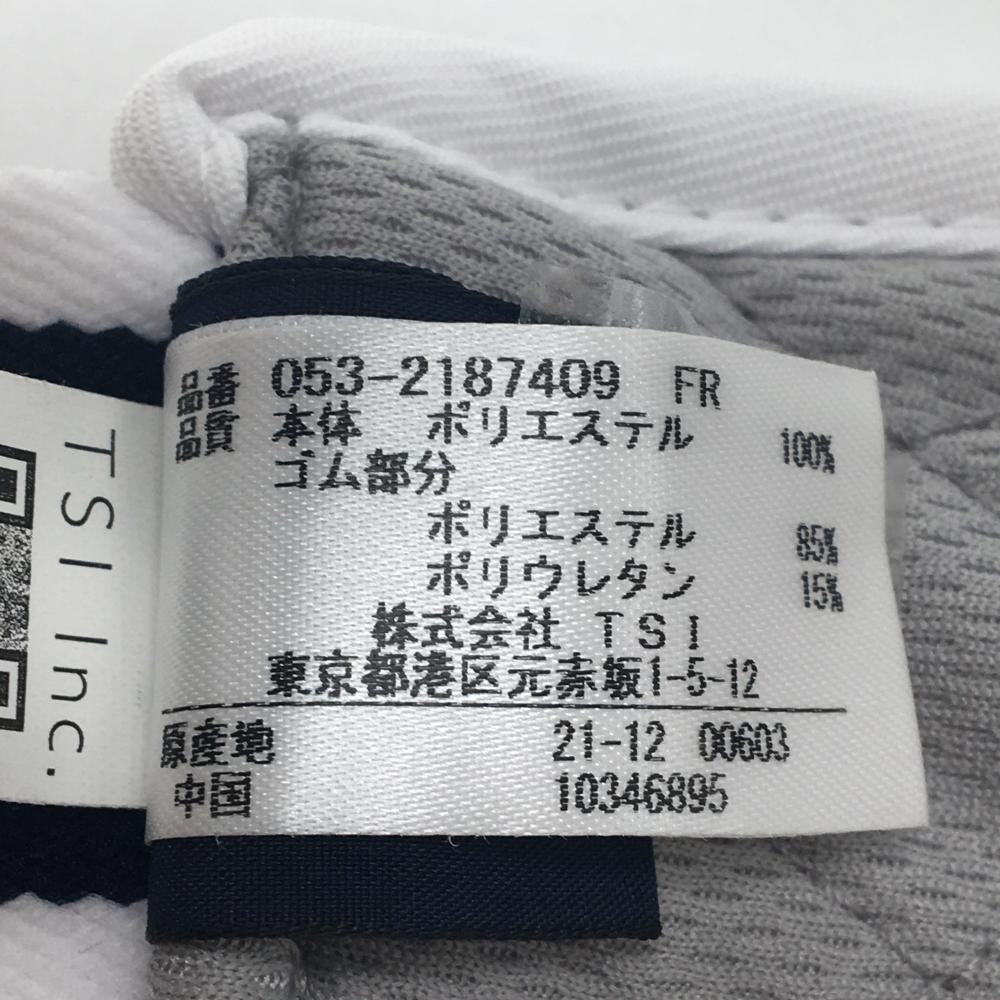 品番 053-2187409 FR
品質 本体 ポリエステル 100%
ゴム部分
ポリエステル 85%
ポリウレタン 15%
株式会社 TSI
東京都港区元赤坂1-5-12
原産地 21-12 00603
中国 10346895
TSI Inc.